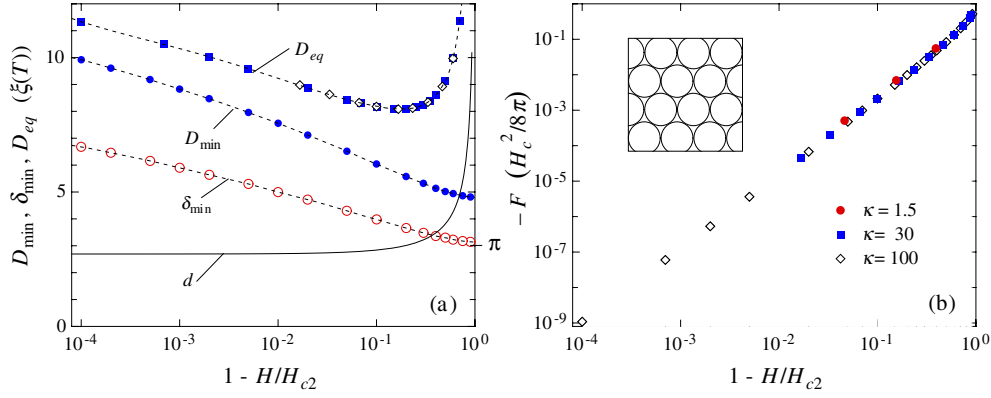 D_min , δ_min , D_eq (ξ(T))
10
5
0
D_eq
D_min
δ_min
d
π
(a)
10^-4 10^-3 10^-2 10^-1 10^0
1 - H/H_c2
− F (H_c^2/8π)
10^-1
10^-3
10^-5
10^-7
10^-9
κ = 1.5
κ = 30
κ = 100
(b)
10^-4 10^-3 10^-2 10^-1 10^0
1 - H/H_c2